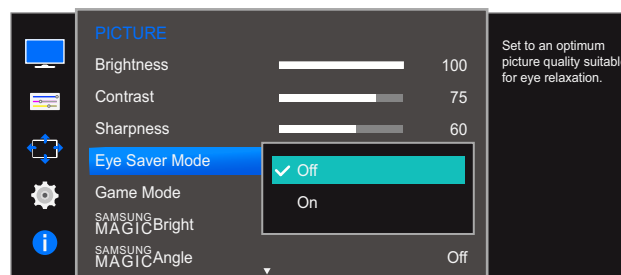 PICTURE
Brightness 100
Contrast 75
Sharpness 60
Eye Saver Mode
Off
On
Game Mode
SAMSUNG
MAGICBright
SAMSUNG
MAGICAngle Off
Set to an optimum
picture quality suitabl
for eye relaxation.